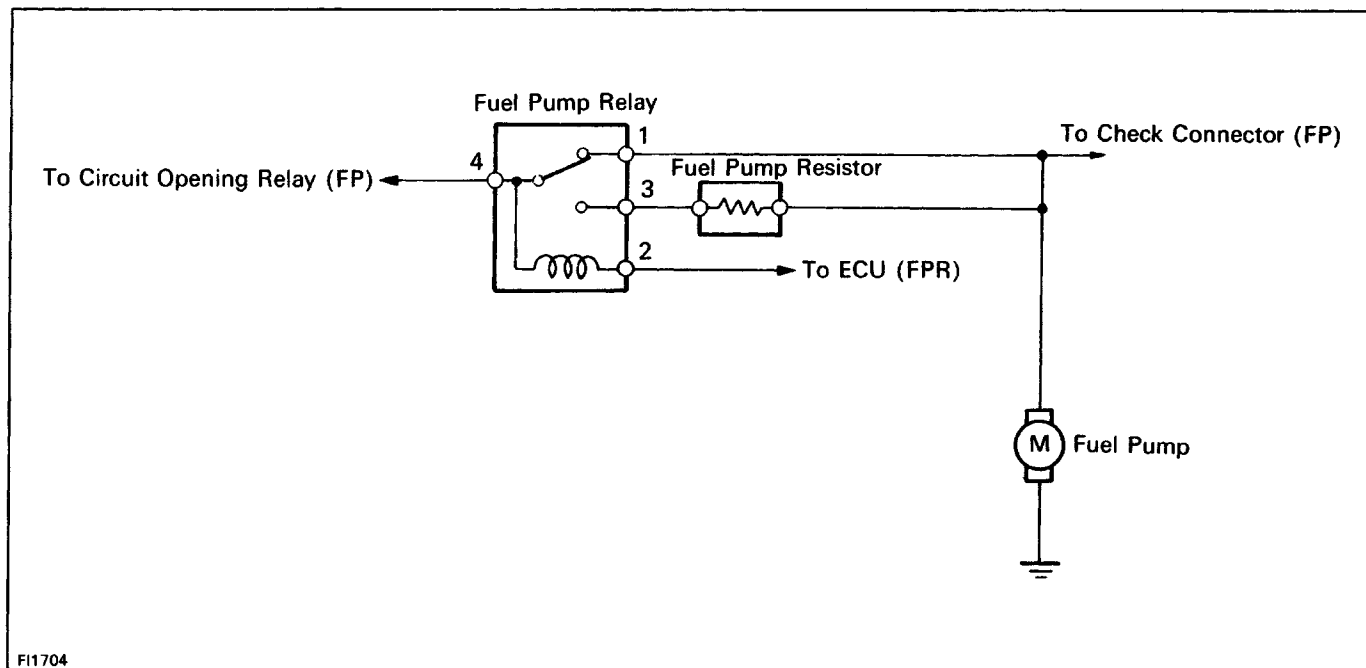 Fuel Pump Relay
1
To Check Connector (FP)
4
Fuel Pump Resistor
To Circuit Opening Relay (FP)
3
2
To ECU (FPR)
M
Fuel Pump
FI1704